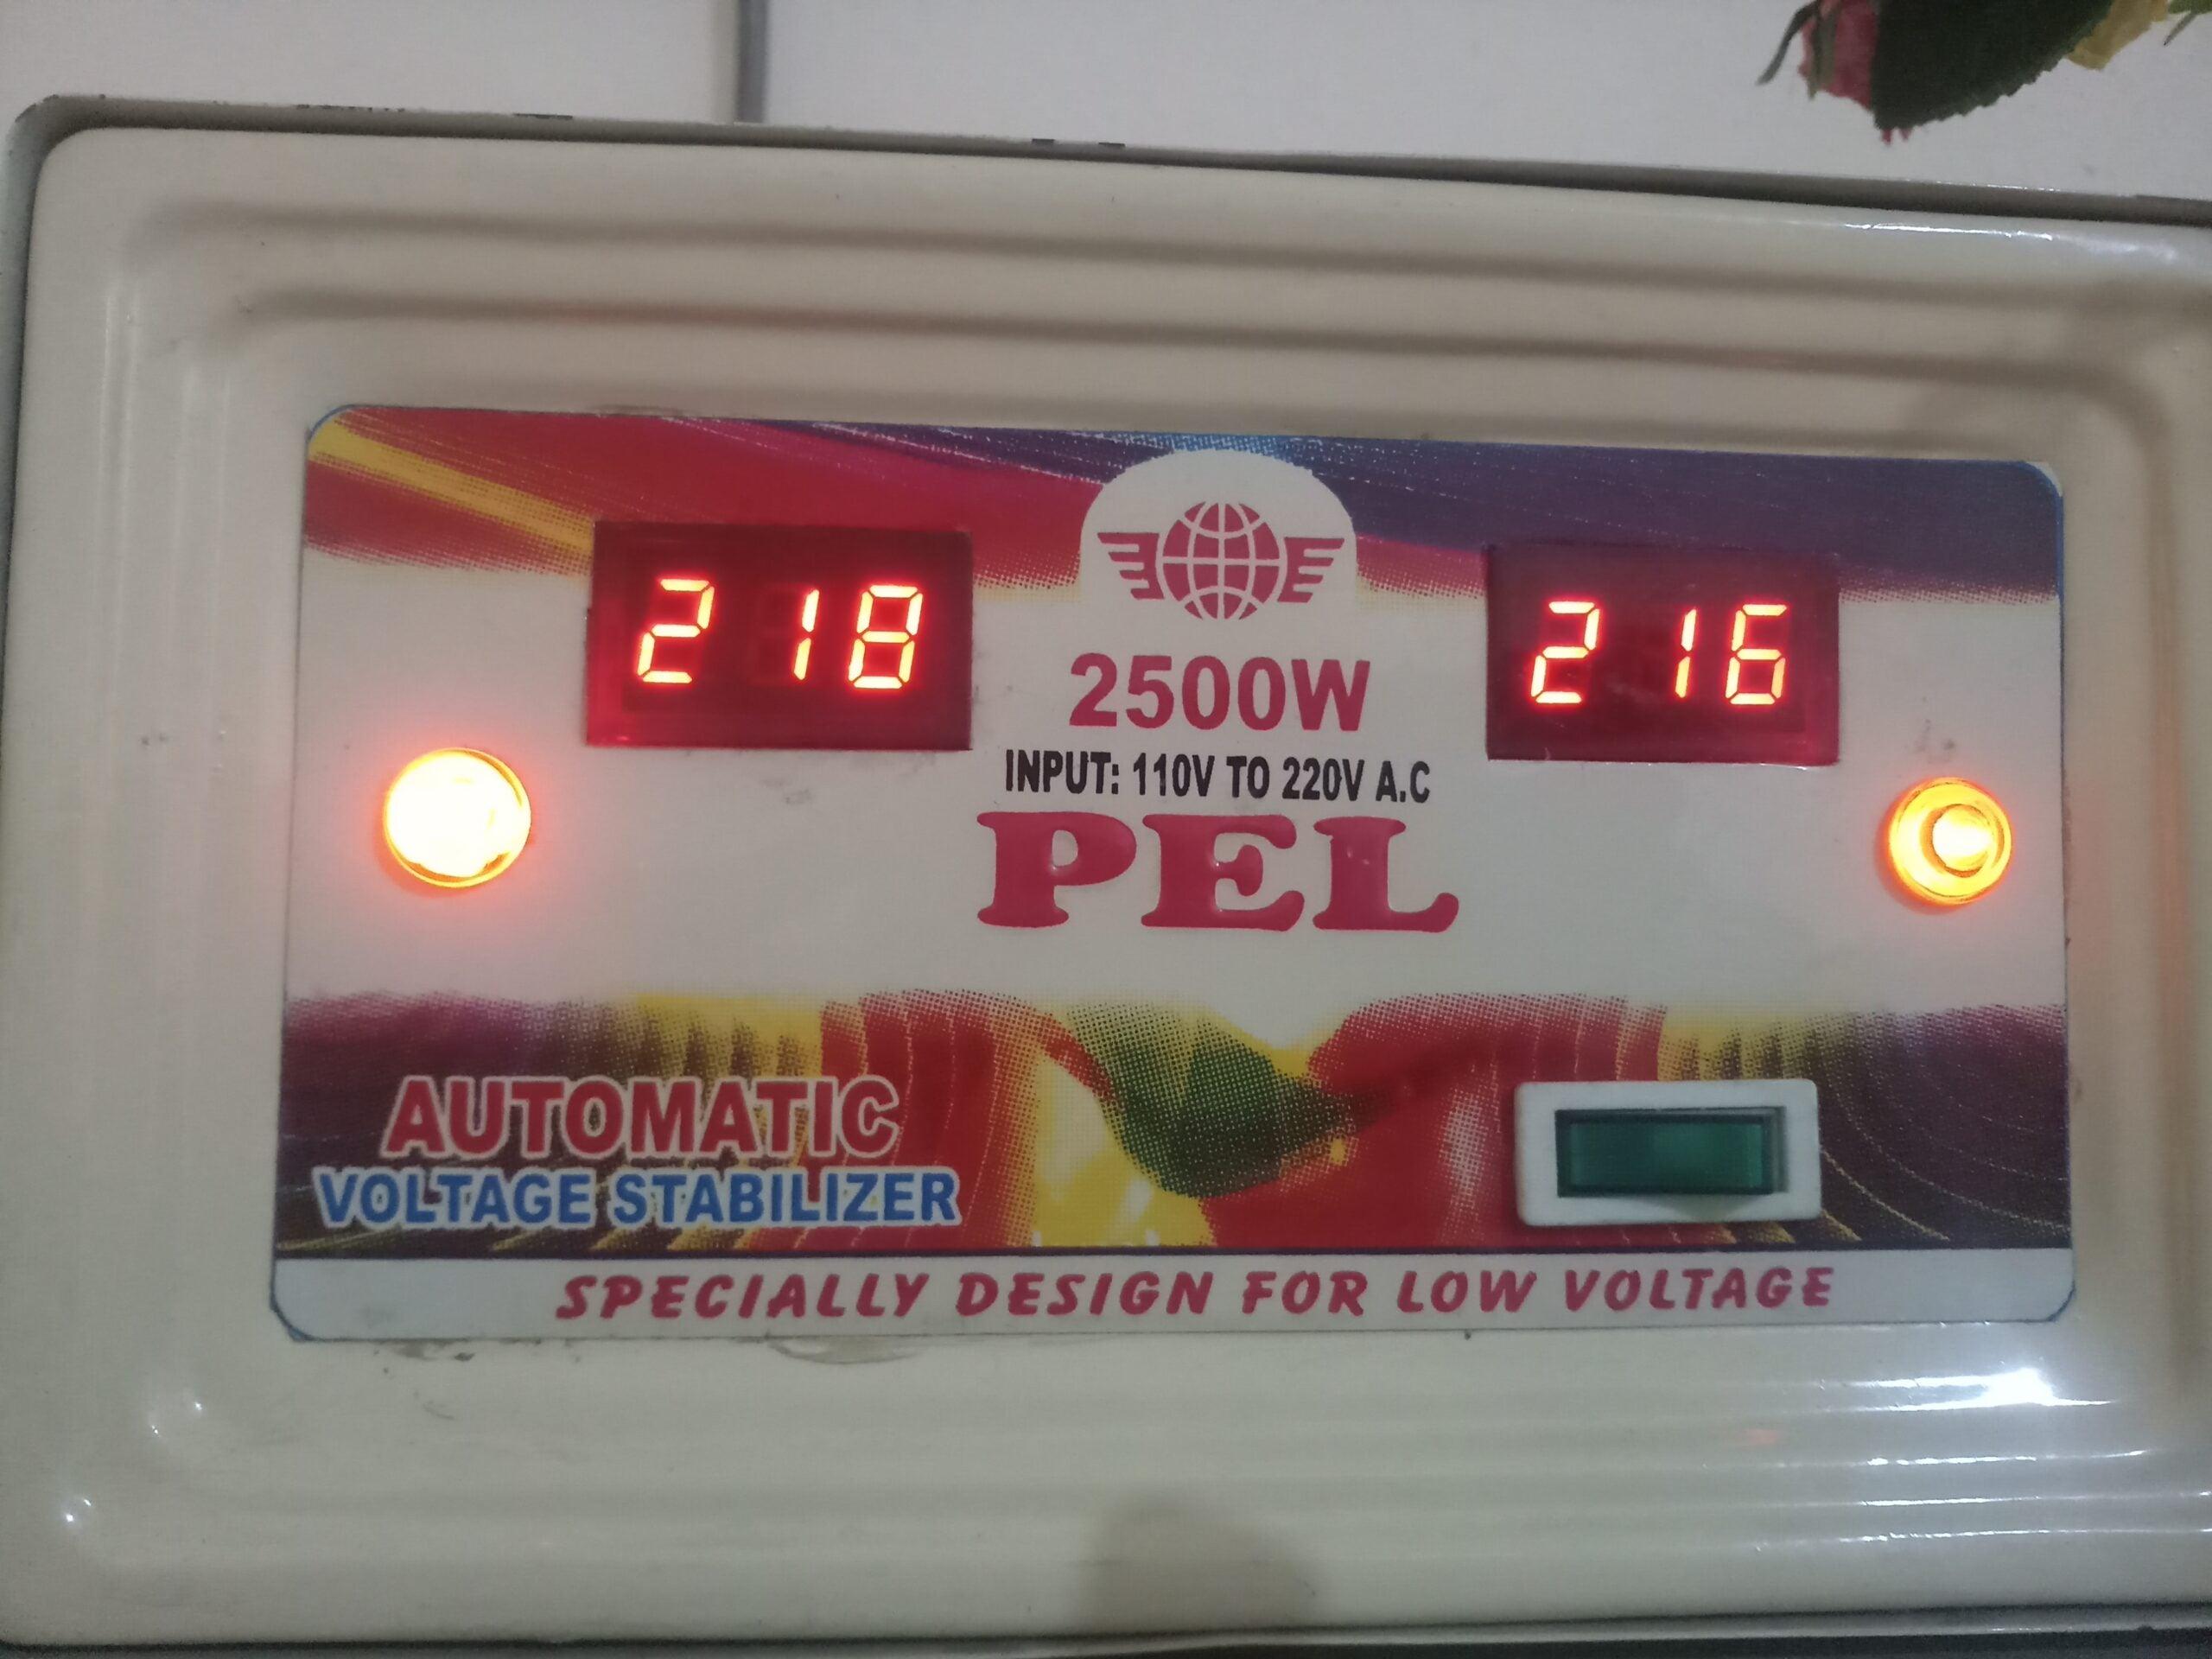 218
216
2500W
INPUT: 110V TO 220V A.C
PEL
AUTOMATIC
VOLTAGE STABILIZER
SPECIALLY DESIGN FOR LOW VOLTAGE